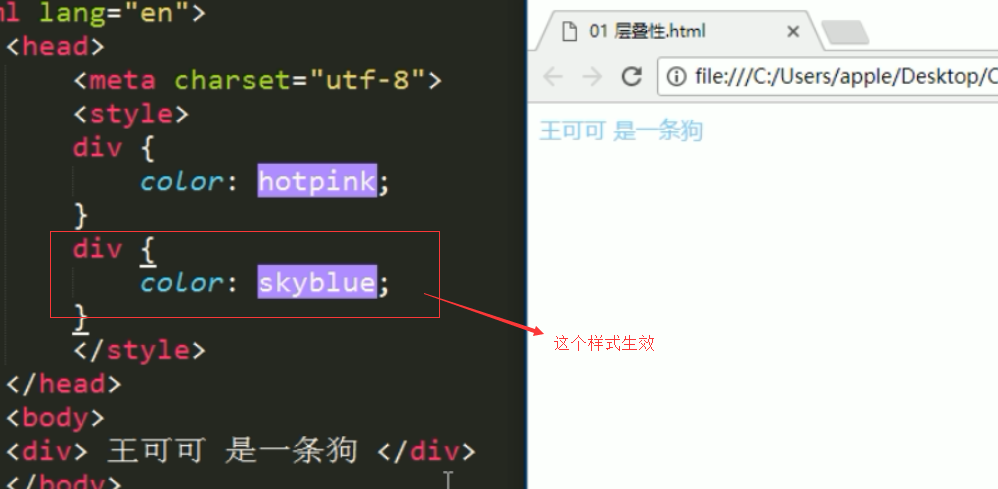 ml lang="en">
<head>
<meta charset="utf-8">
<style>
div {
color: hotpink;
}
div {
color: skyblue;
}
</style>
</head>
<body>
<div> 王可可 是一条狗 </div>
</body>
01 层叠性.html
file:///C:/Users/apple/Desktop/C
王可可 是一条狗
这个样式生效